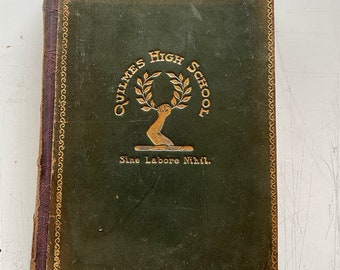 QUILMES HIGH SCHOOL
Sine Labore Nihil.